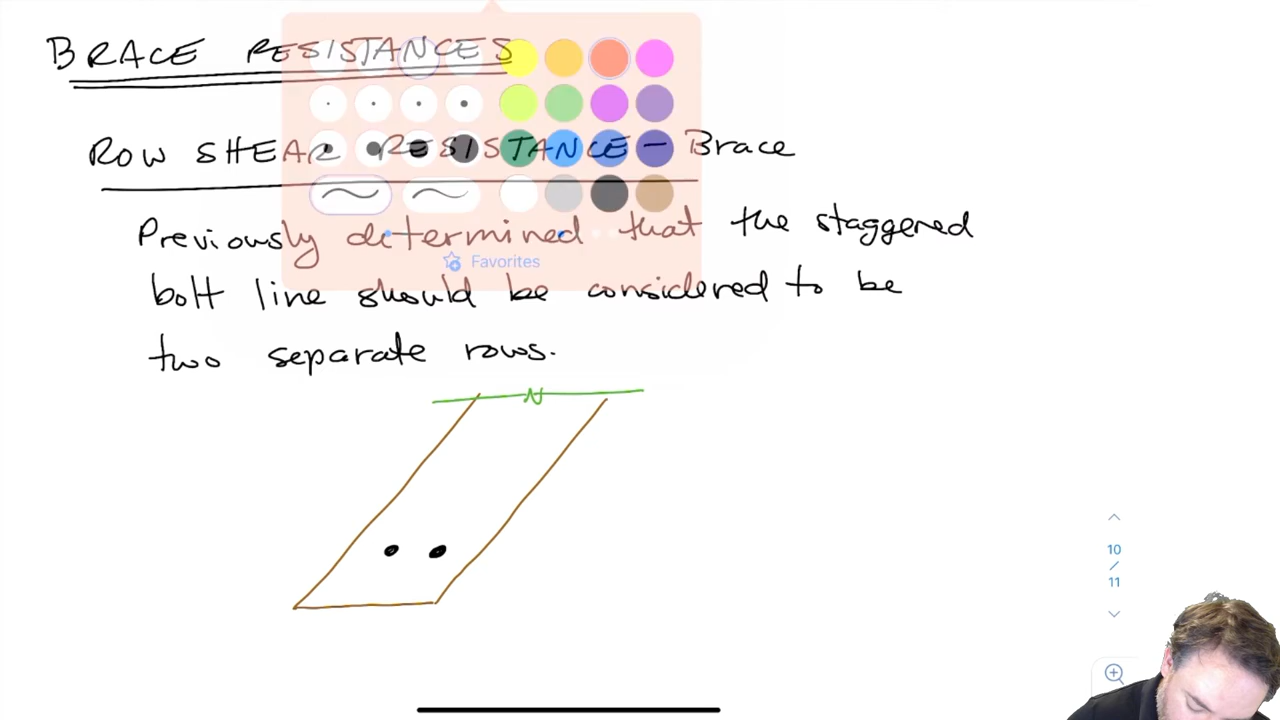 BRACE RESISTANCES
ROW SHEAR RESISTANCE - Brace
Previously determined that the staggered
Favorites
bolt line should be considered to be
two separate rows.
N
10
/
11